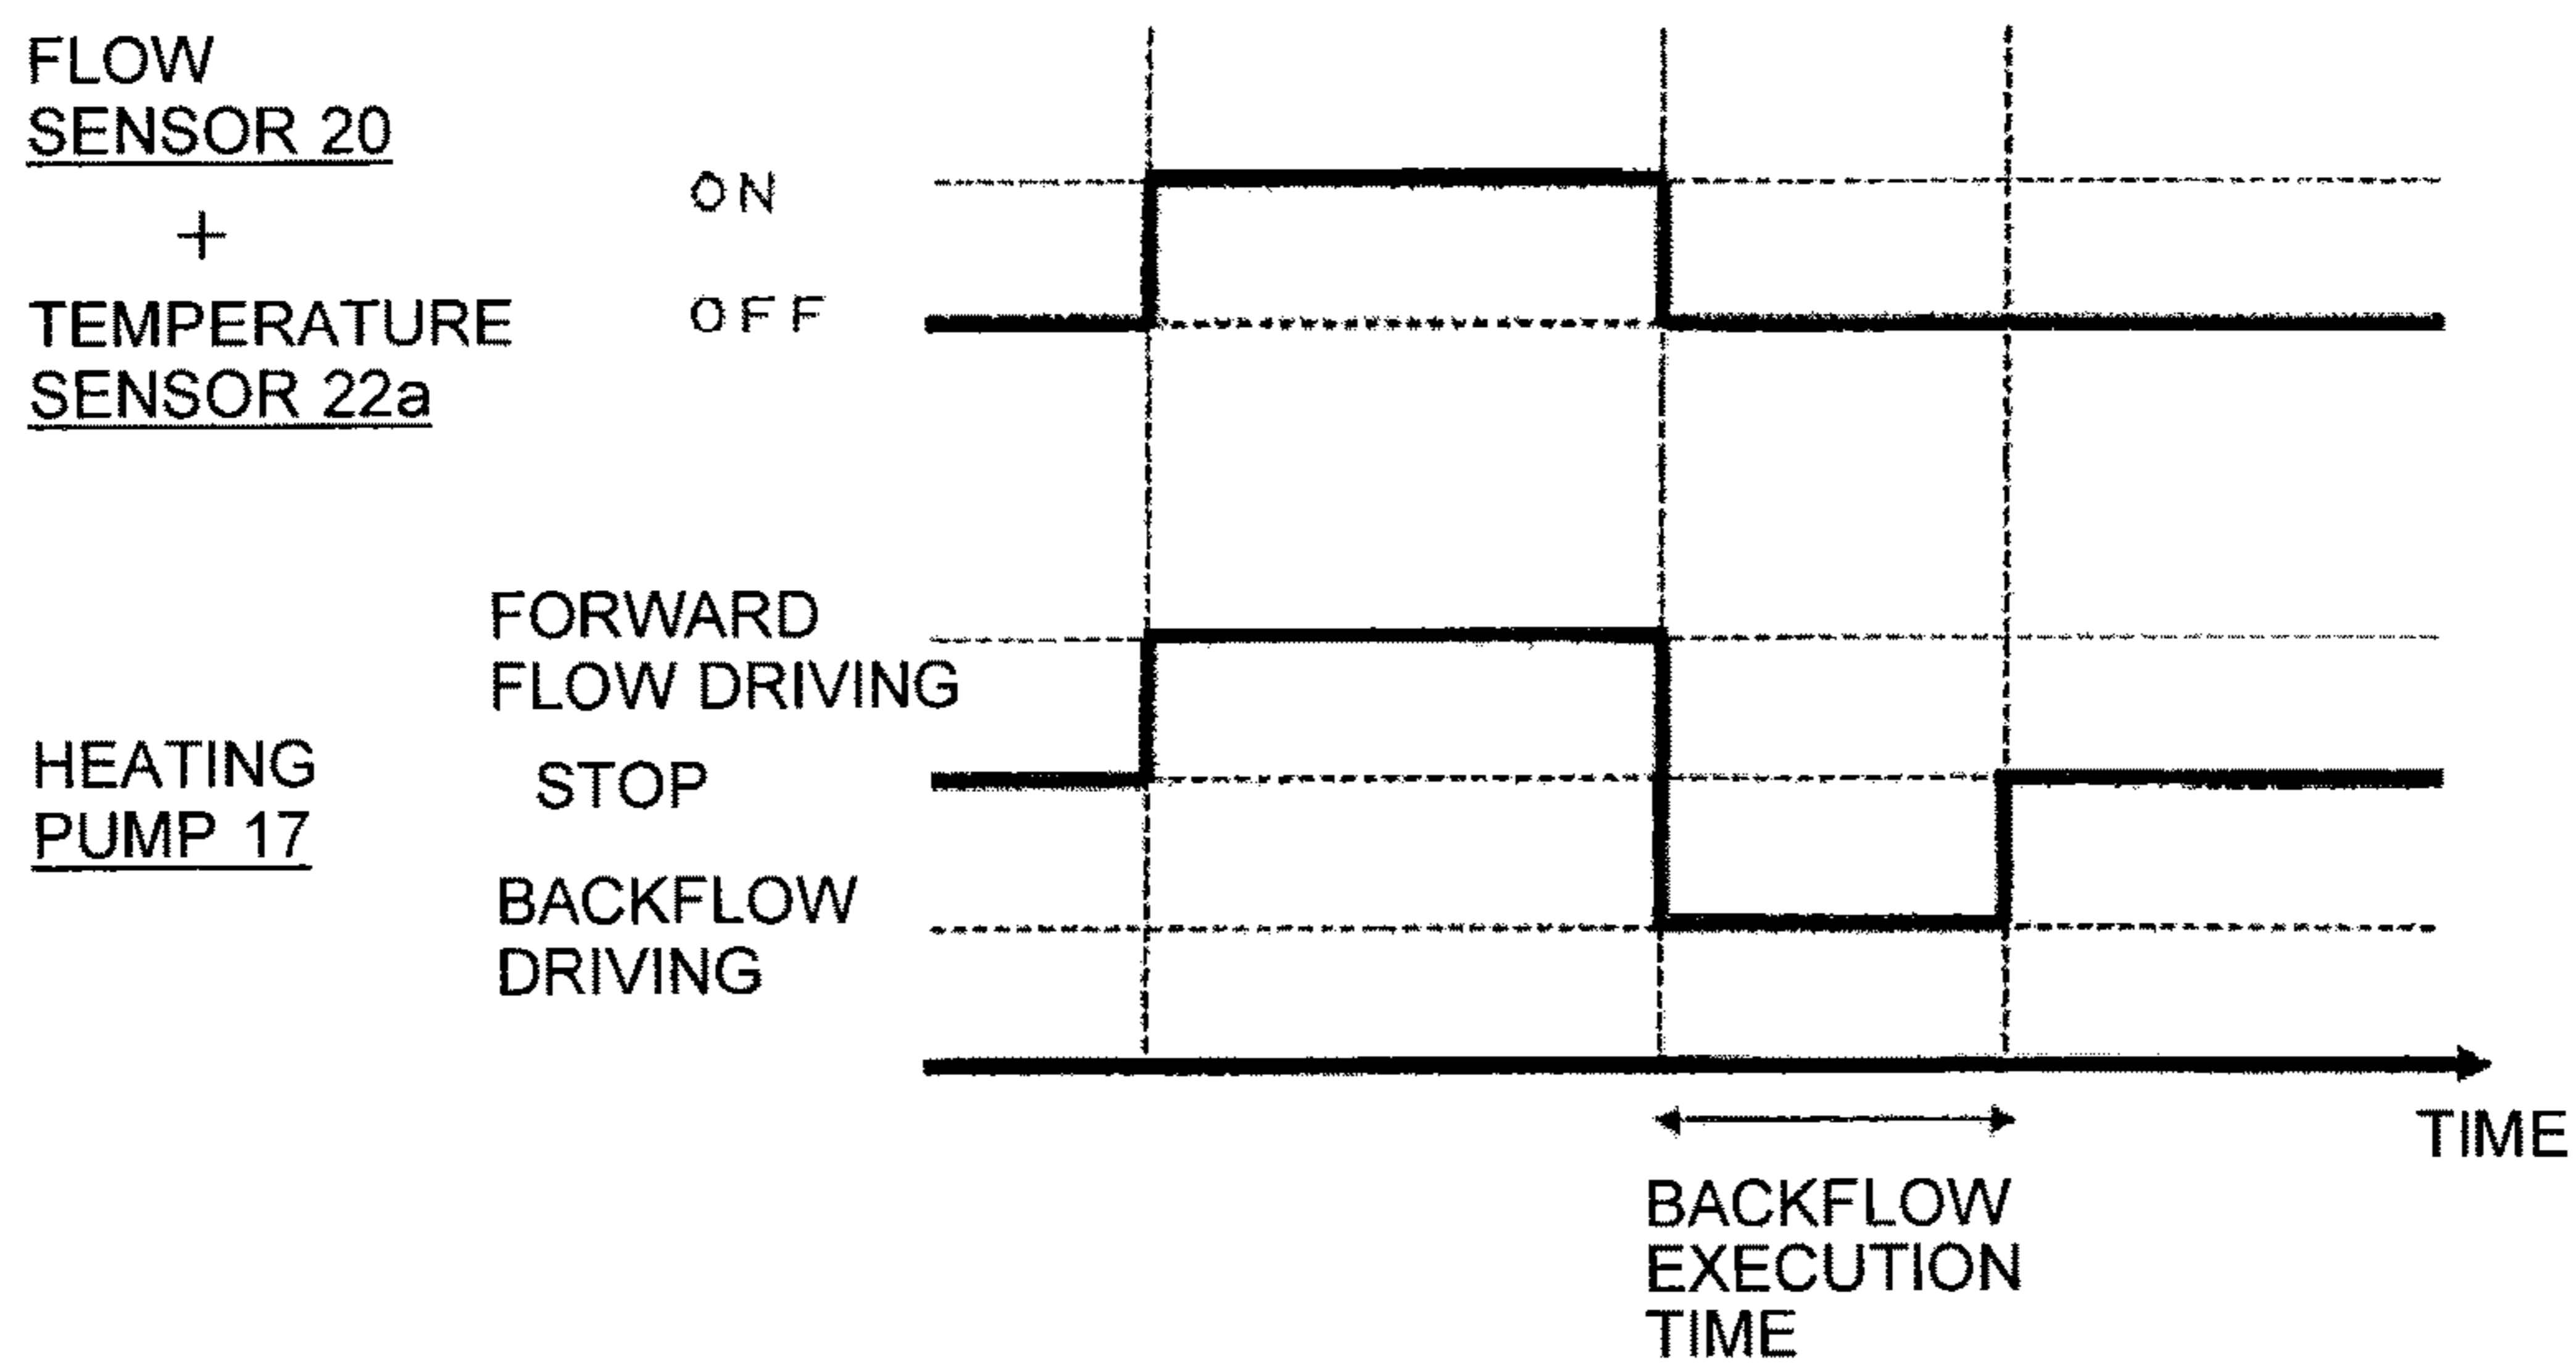 FLOW
SENSOR 20
+
TEMPERATURE
SENSOR 22a
ON
OFF
FORWARD
FLOW DRIVING
STOP
BACKFLOW
DRIVING
HEATING
PUMP 17
TIME
BACKFLOW
EXECUTION
TIME